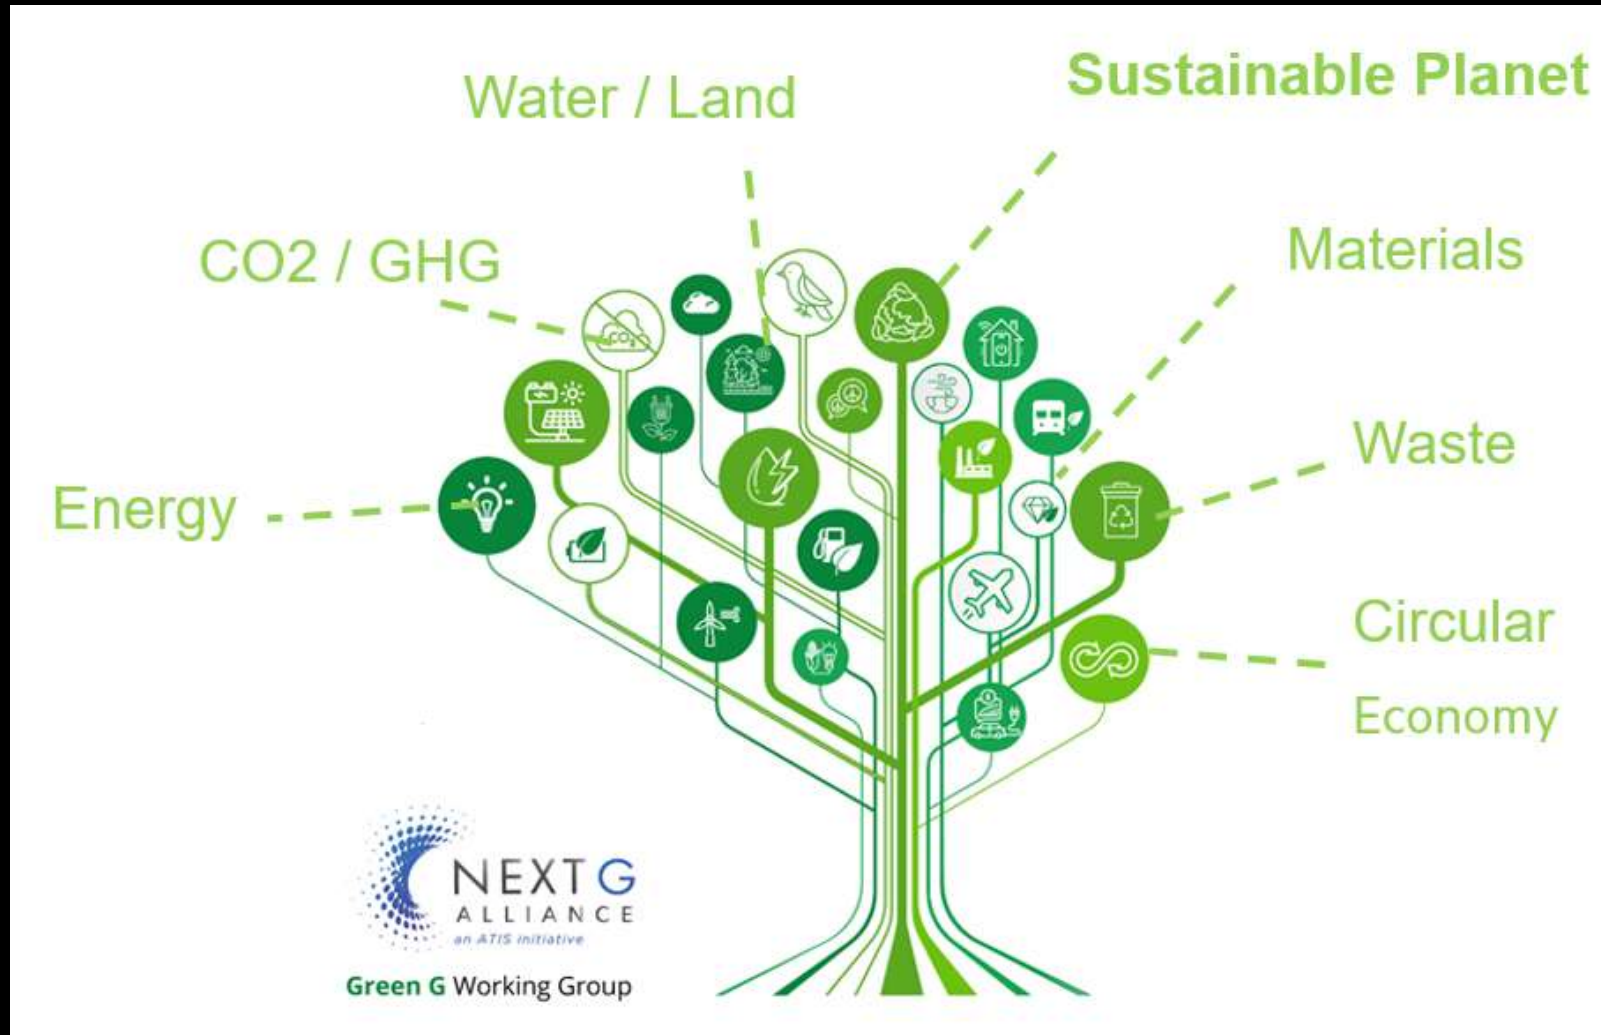 Sustainable Planet
Water / Land
Materials
CO2 / GHG
Waste
Energy
Circular
Economy
NEXT G
ALLIANCE
an ATIS initiative
Green G Working Group